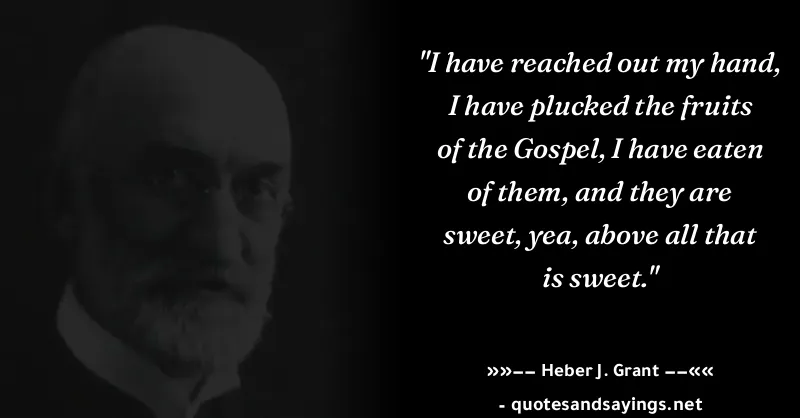 "I have reached out my hand,
I have plucked the fruits
of the Gospel, I have eaten
of them, and they are
sweet, yea, above all that
is sweet."
»»–– Heber J. Grant ––««
- quotesandsayings.net